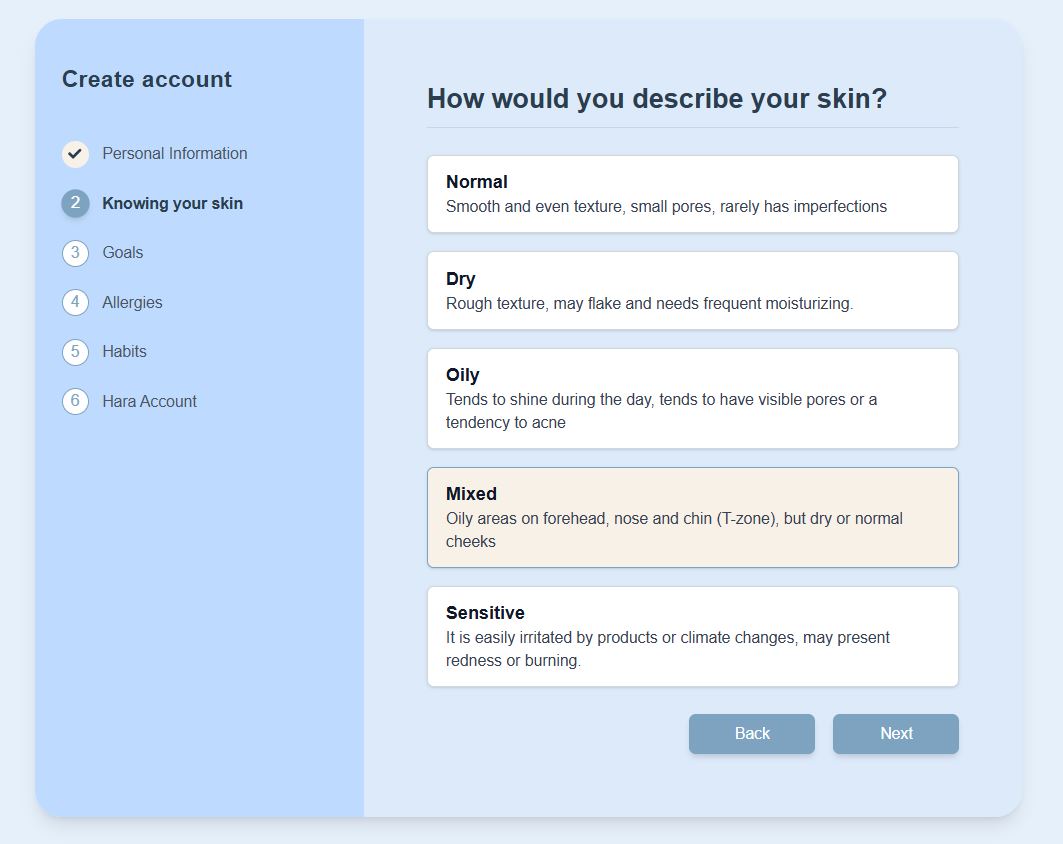 Create account
Personal Information
2 Knowing your skin
3 Goals
4 Allergies
5 Habits
6 Hara Account
How would you describe your skin?
Normal
Smooth and even texture, small pores, rarely has imperfections
Dry
Rough texture, may flake and needs frequent moisturizing.
Oily
Tends to shine during the day, tends to have visible pores or a
tendency to acne
Mixed
Oily areas on forehead, nose and chin (T-zone), but dry or normal
cheeks
Sensitive
It is easily irritated by products or climate changes, may present
redness or burning.
Back
Next